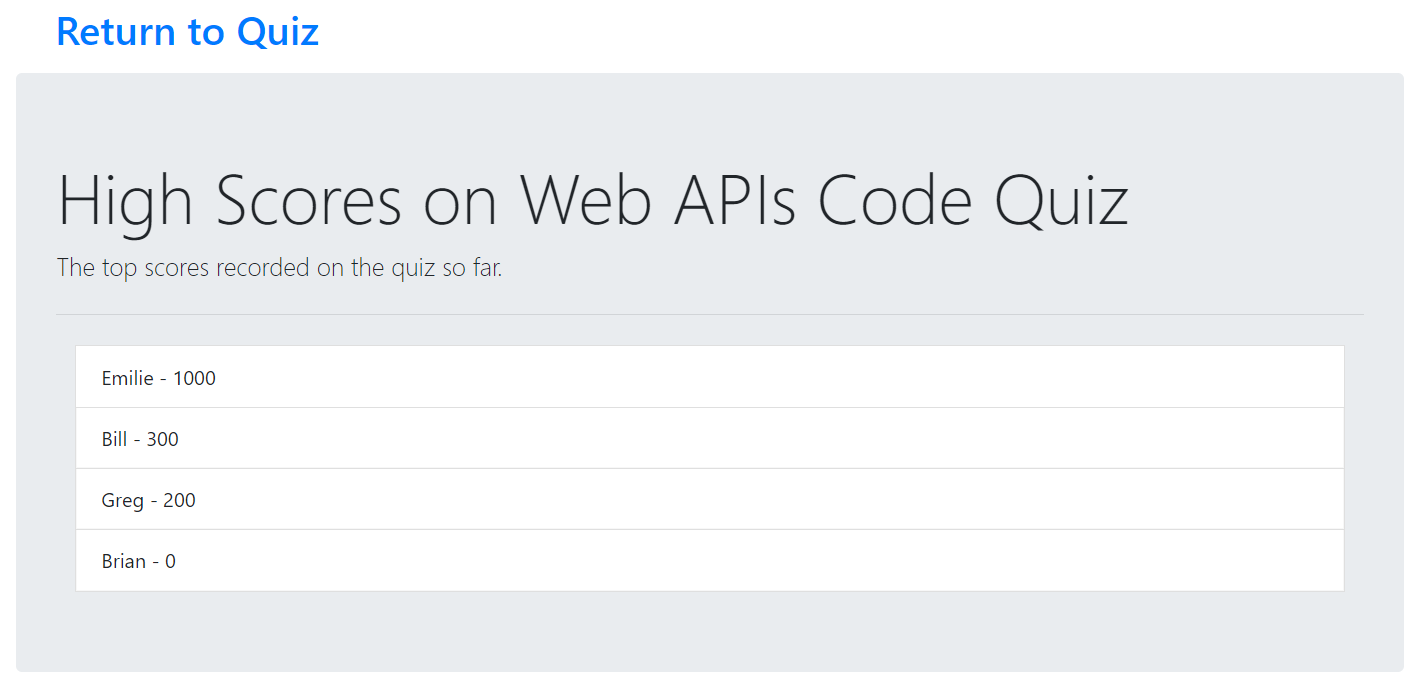 Return to Quiz
High Scores on Web APIs Code Quiz
The top scores recorded on the quiz so far.
Emilie - 1000
Bill - 300
Greg - 200
Brian - 0